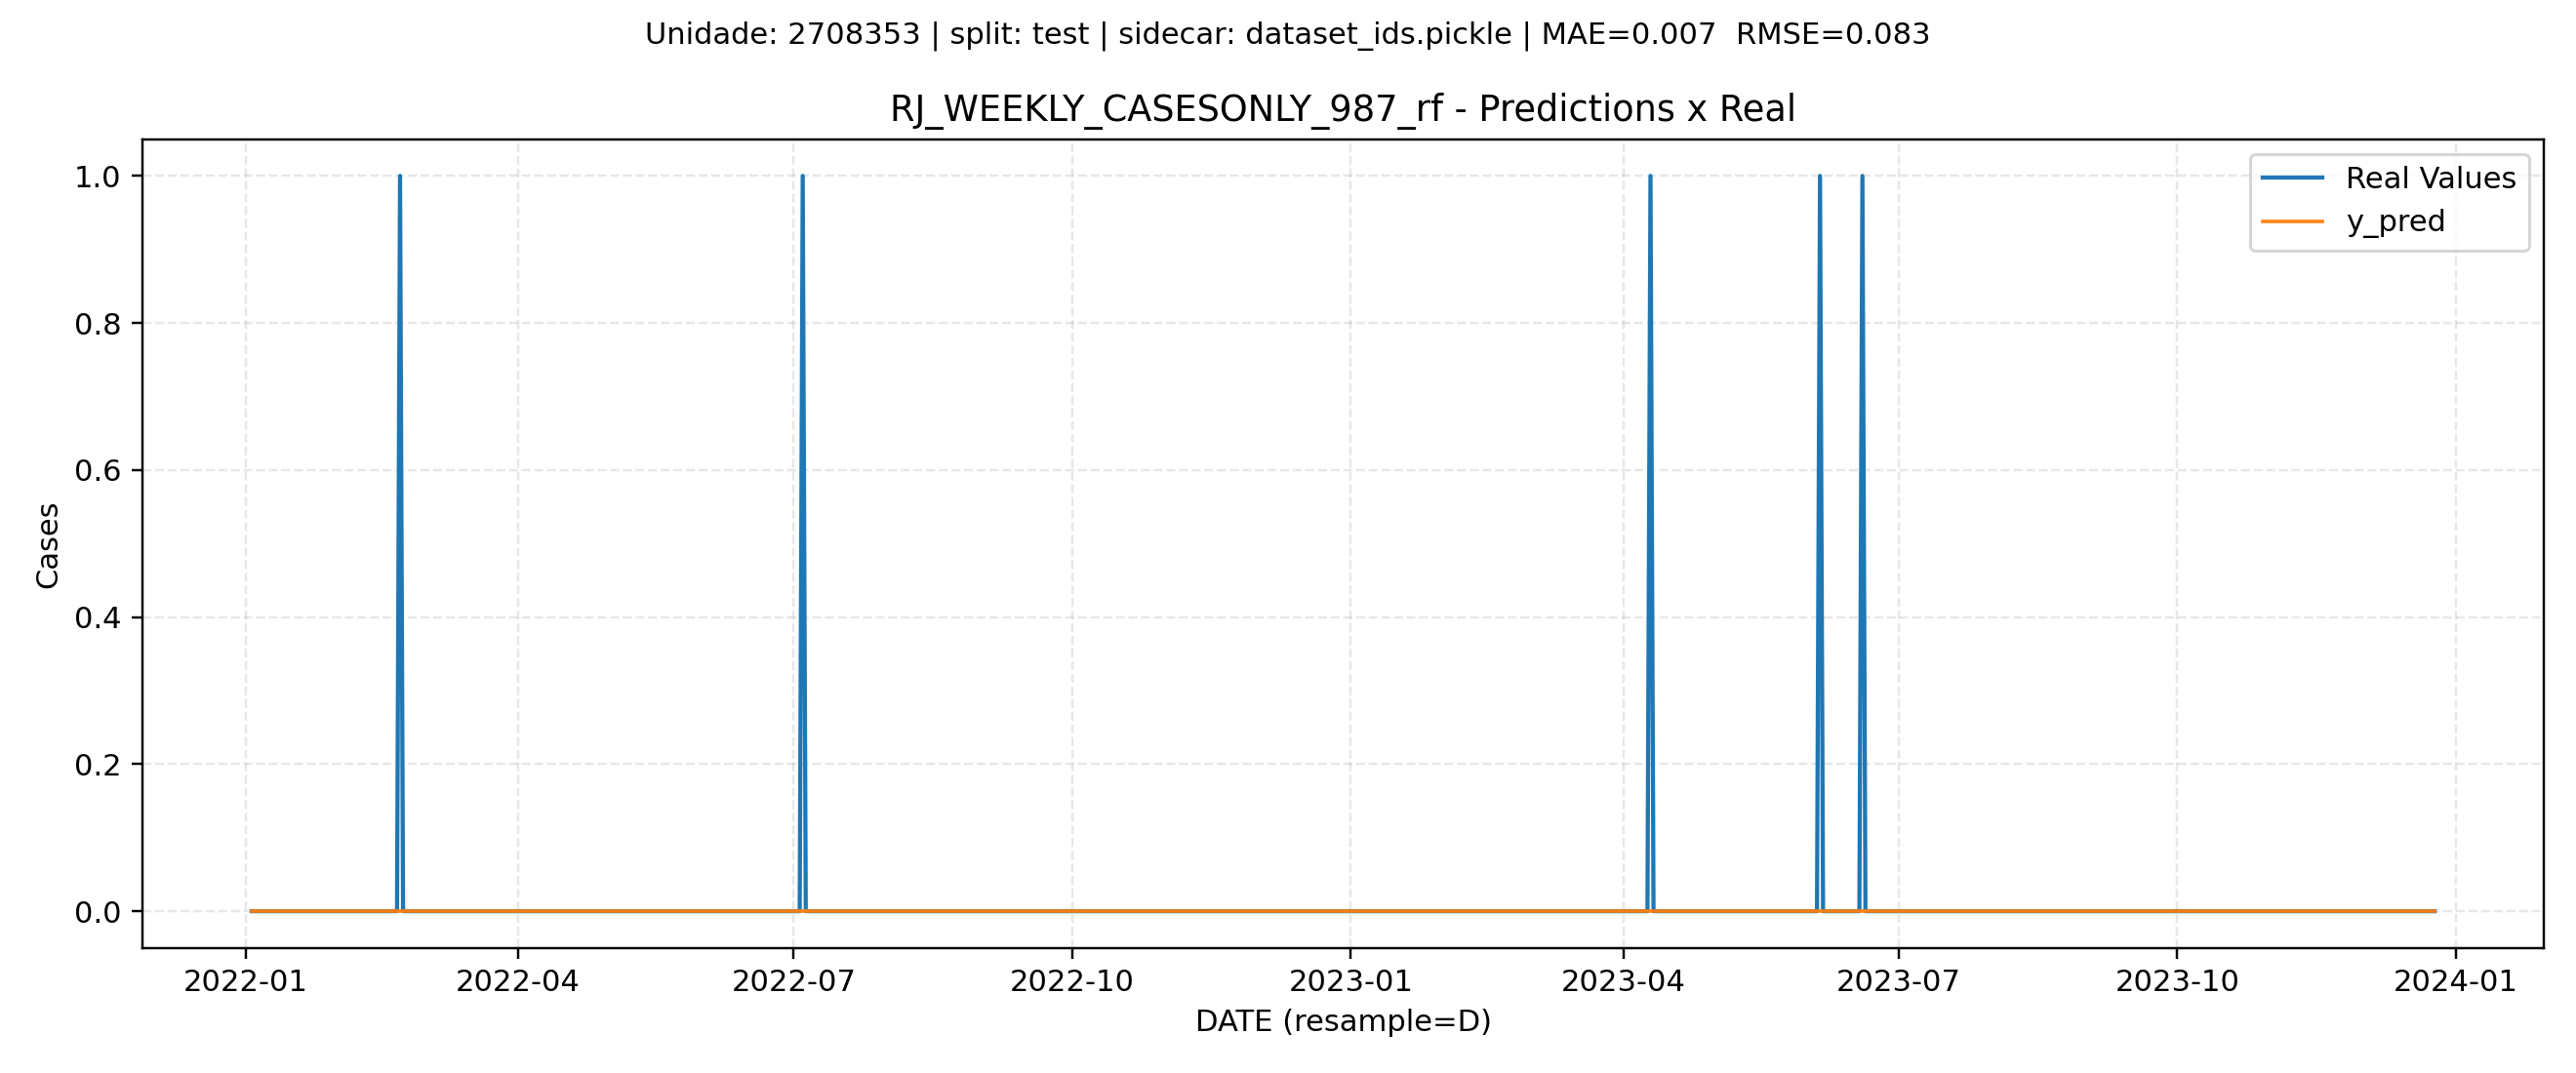 Unidade: 2708353 | split: test | sidecar: dataset_ids.pickle | MAE=0.007  RMSE=0.083
RJ_WEEKLY_CASESONLY_987_rf - Predictions x Real
Real Values
y_pred
1.0
0.8
0.6
0.4
0.2
0.0
Cases
2022-01
2022-04
2022-07
2022-10
2023-01
2023-04
2023-07
2023-10
2024-01
DATE (resample=D)